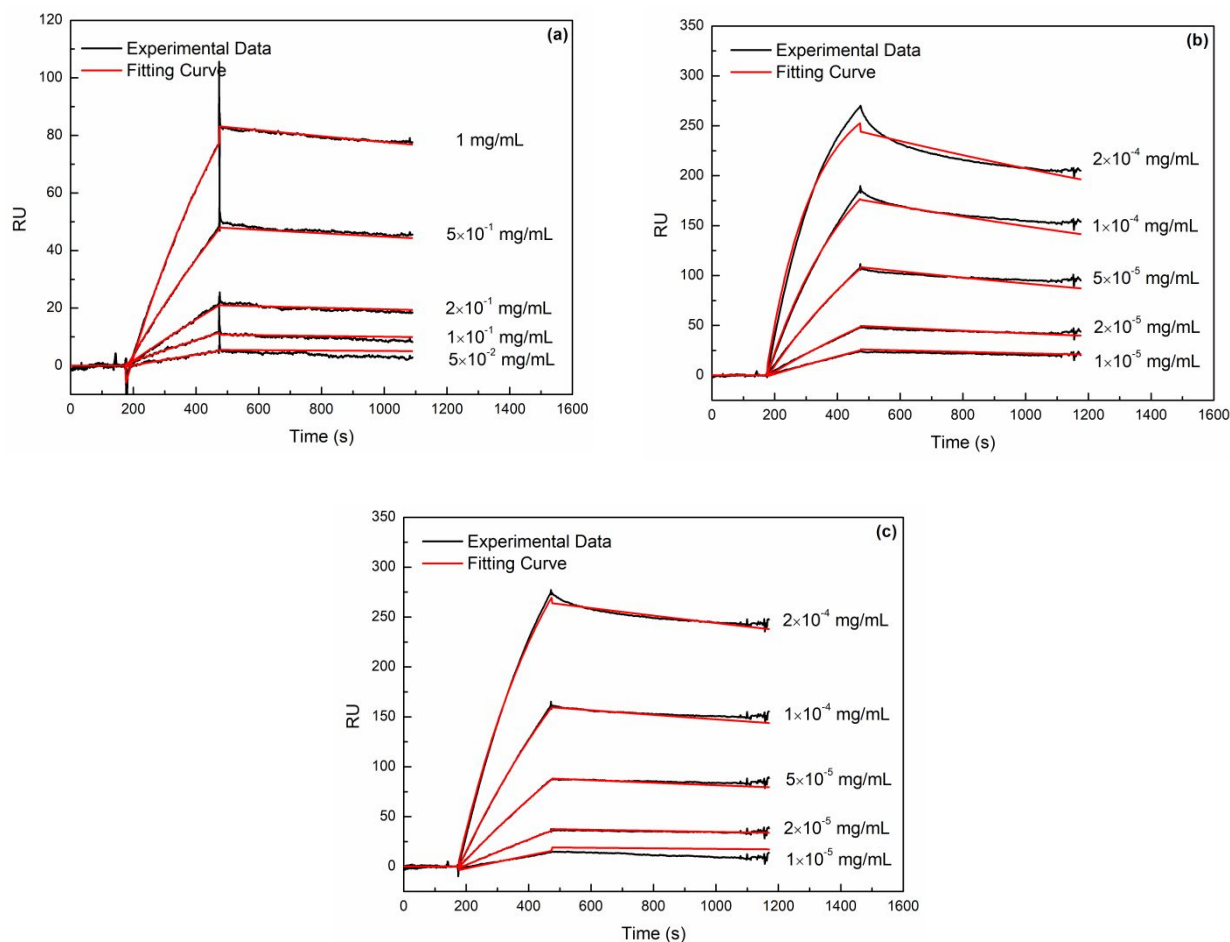 (a)
Experimental Data
Fitting Curve
120
100
80
60
40
20
0
RU
1 mg/mL
5×10⁻¹ mg/mL
2×10⁻¹ mg/mL
1×10⁻¹ mg/mL
5×10⁻² mg/mL
0 200 400 600 800 1000 1200 1400 1600
Time (s)
(b)
Experimental Data
Fitting Curve
350
300
250
200
150
100
50
0
RU
2×10⁻⁴ mg/mL
1×10⁻⁴ mg/mL
5×10⁻⁵ mg/mL
2×10⁻⁵ mg/mL
1×10⁻⁵ mg/mL
0 200 400 600 800 1000 1200 1400 1600
Time (s)
(c)
Experimental Data
Fitting Curve
350
300
250
200
150
100
50
0
RU
2×10⁻⁴ mg/mL
1×10⁻⁴ mg/mL
5×10⁻⁵ mg/mL
2×10⁻⁵ mg/mL
1×10⁻⁵ mg/mL
0 200 400 600 800 1000 1200 1400 1600
Time (s)